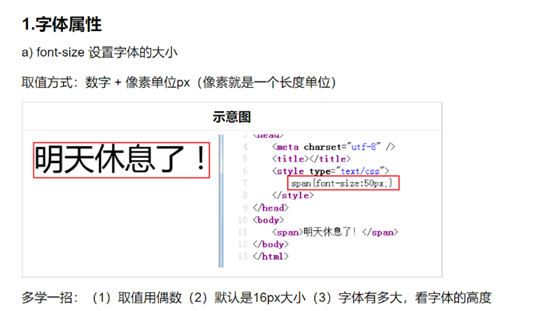 1.字体属性
a) font-size 设置字体的大小
取值方式：数字 + 像素单位px（像素就是一个长度单位）
示意图
明天休息了！
3 <head>
4 <meta charset="utf-8" />
5 <title></title>
6 <style type="text/css">
7 span{font-size:50px;}
8 </style>
9 </head>
10 <body>
11 <span>明天休息了！</span>
12 </body>
13 </html>
多学一招：（1）取值用偶数（2）默认是16px大小（3）字体有多大，看字体的高度